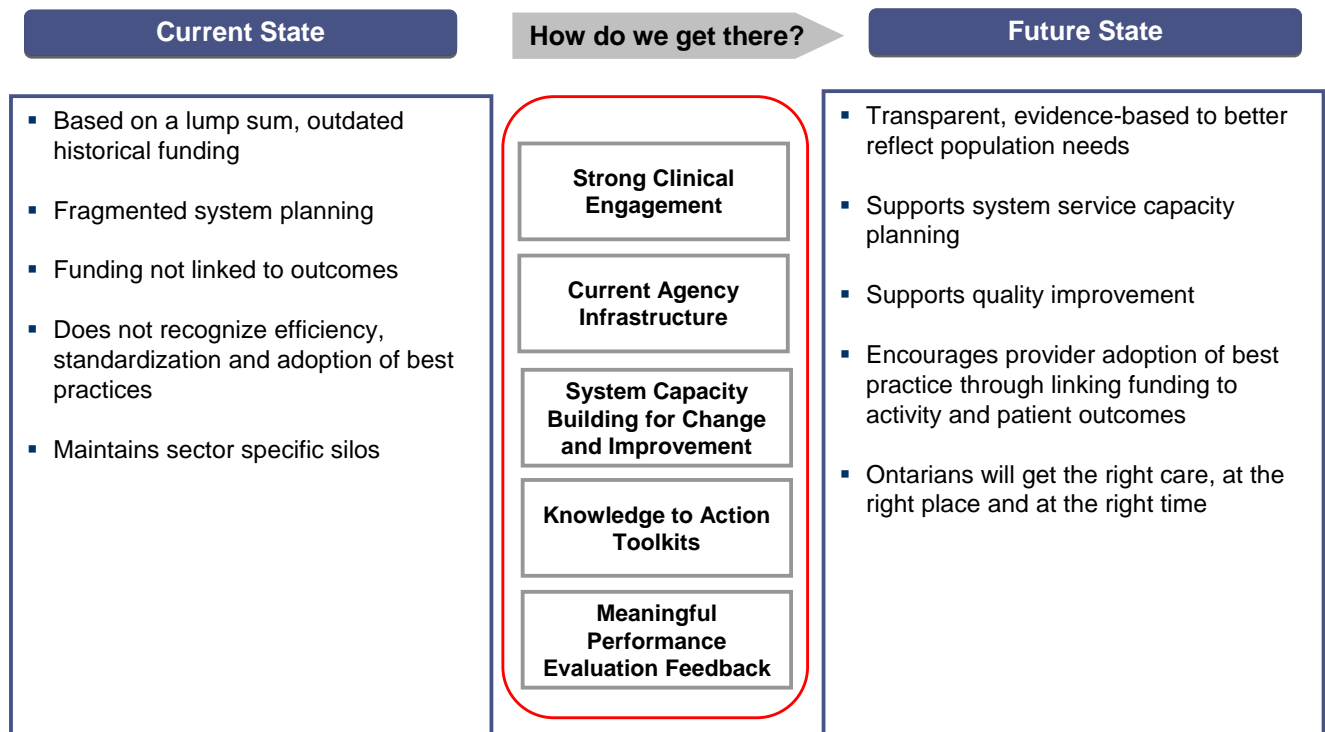 Current State
How do we get there?
Future State
▪ Based on a lump sum, outdated
historical funding
▪ Fragmented system planning
▪ Funding not linked to outcomes
▪ Does not recognize efficiency,
standardization and adoption of best
practices
▪ Maintains sector specific silos
Strong Clinical
Engagement
Current Agency
Infrastructure
System Capacity
Building for Change
and Improvement
Knowledge to Action
Toolkits
Meaningful
Performance
Evaluation Feedback
▪ Transparent, evidence-based to better
reflect population needs
▪ Supports system service capacity
planning
▪ Supports quality improvement
▪ Encourages provider adoption of best
practice through linking funding to
activity and patient outcomes
▪ Ontarians will get the right care, at the
right place and at the right time